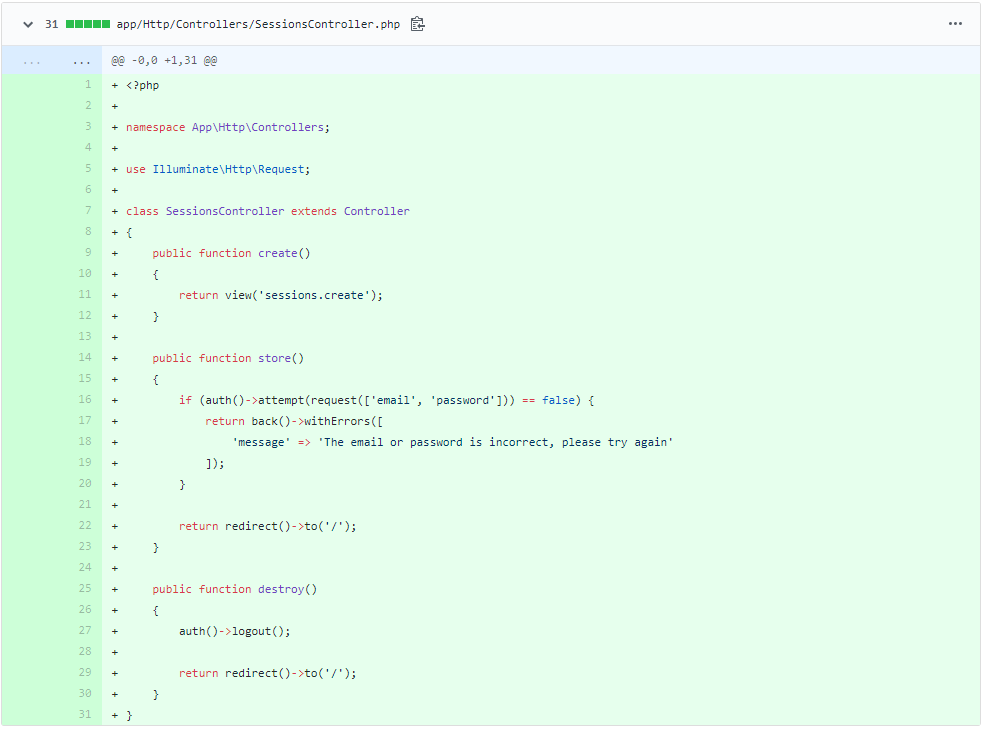 31 app/Http/Controllers/SessionsController.php ...
... ... @@ -0,0 +1,31 @@
1 + <?php
2 +
3 + namespace App\Http\Controllers;
4 +
5 + use Illuminate\Http\Request;
6 +
7 + class SessionsController extends Controller
8 + {
9 +     public function create()
10 +     {
11 +         return view('sessions.create');
12 +     }
13 +
14 +     public function store()
15 +     {
16 +         if (auth()->attempt(request(['email', 'password'])) == false) {
17 +             return back()->withErrors([
18 +                 'message' => 'The email or password is incorrect, please try again'
19 +             ]);
20 +         }
21 +
22 +         return redirect()->to('/');
23 +     }
24 +
25 +     public function destroy()
26 +     {
27 +         auth()->logout();
28 +
29 +         return redirect()->to('/');
30 +     }
31 + }